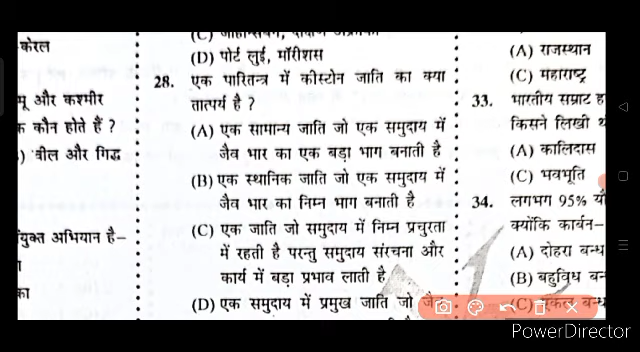 केरल
मू और कश्मीर
कौन होते हैं ?
चील और गिद्ध
युक्त अभियान है–
(D) पोर्ट लुई, मॉरीशस
28. एक पारितन्त्र में कीस्टोन जाति का क्या
तात्पर्य है ?
(A) एक सामान्य जाति जो एक समुदाय में
जैव भार का एक बड़ा भाग बनाती है
(B) एक स्थानिक जाति जो एक समुदाय में
जैव भार का निम्न भाग बनाती है
(C) एक जाति जो समुदाय में निम्न प्रचुरता
में रहती है परन्तु समुदाय संरचना और
कार्य में बड़ा प्रभाव लाती है
(D) एक समुदाय में प्रमुख जाति जो
(A) राजस्थान
(C) महाराष्ट्र
33. भारतीय सम्राट
किसने लिखी
(A) कालिदास
(C) भवभूति
34. लगभग 95%
क्योंकि कार्बन–
(A) दोहरा बन्ध
(B) बहुविध
(C) एकल बन्ध
PowerDirector